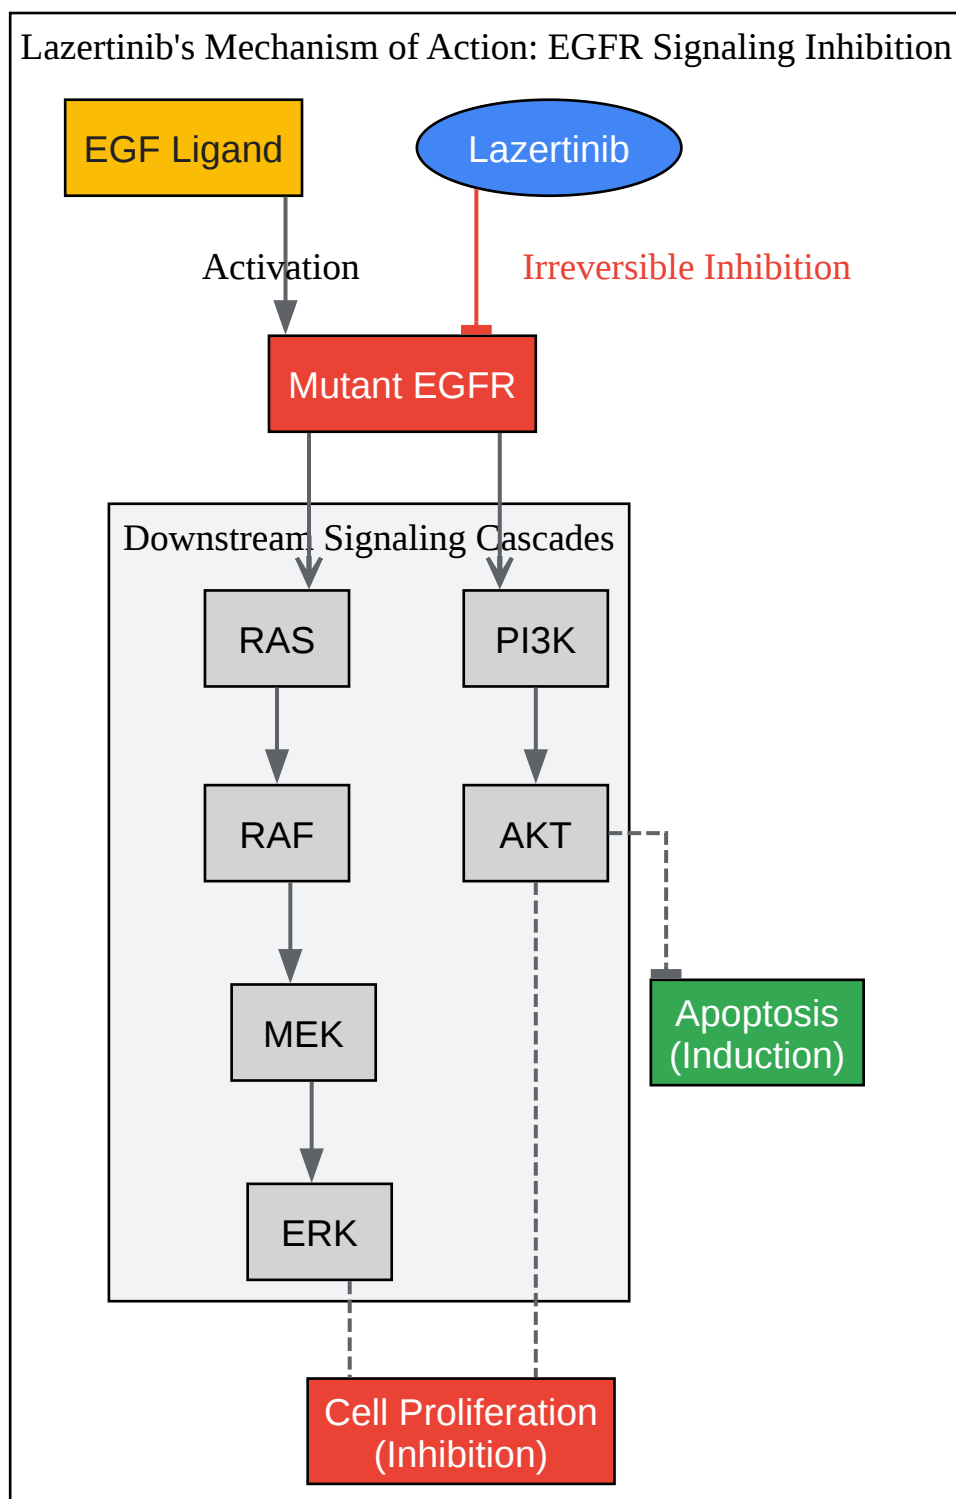 Lazertinib's Mechanism of Action: EGFR Signaling Inhibition
EGF Ligand
Lazertinib
Activation
Irreversible Inhibition
Mutant EGFR
Downstream Signaling Cascades
RAS
PI3K
RAF
AKT
MEK
Apoptosis
(Induction)
ERK
Cell Proliferation
(Inhibition)